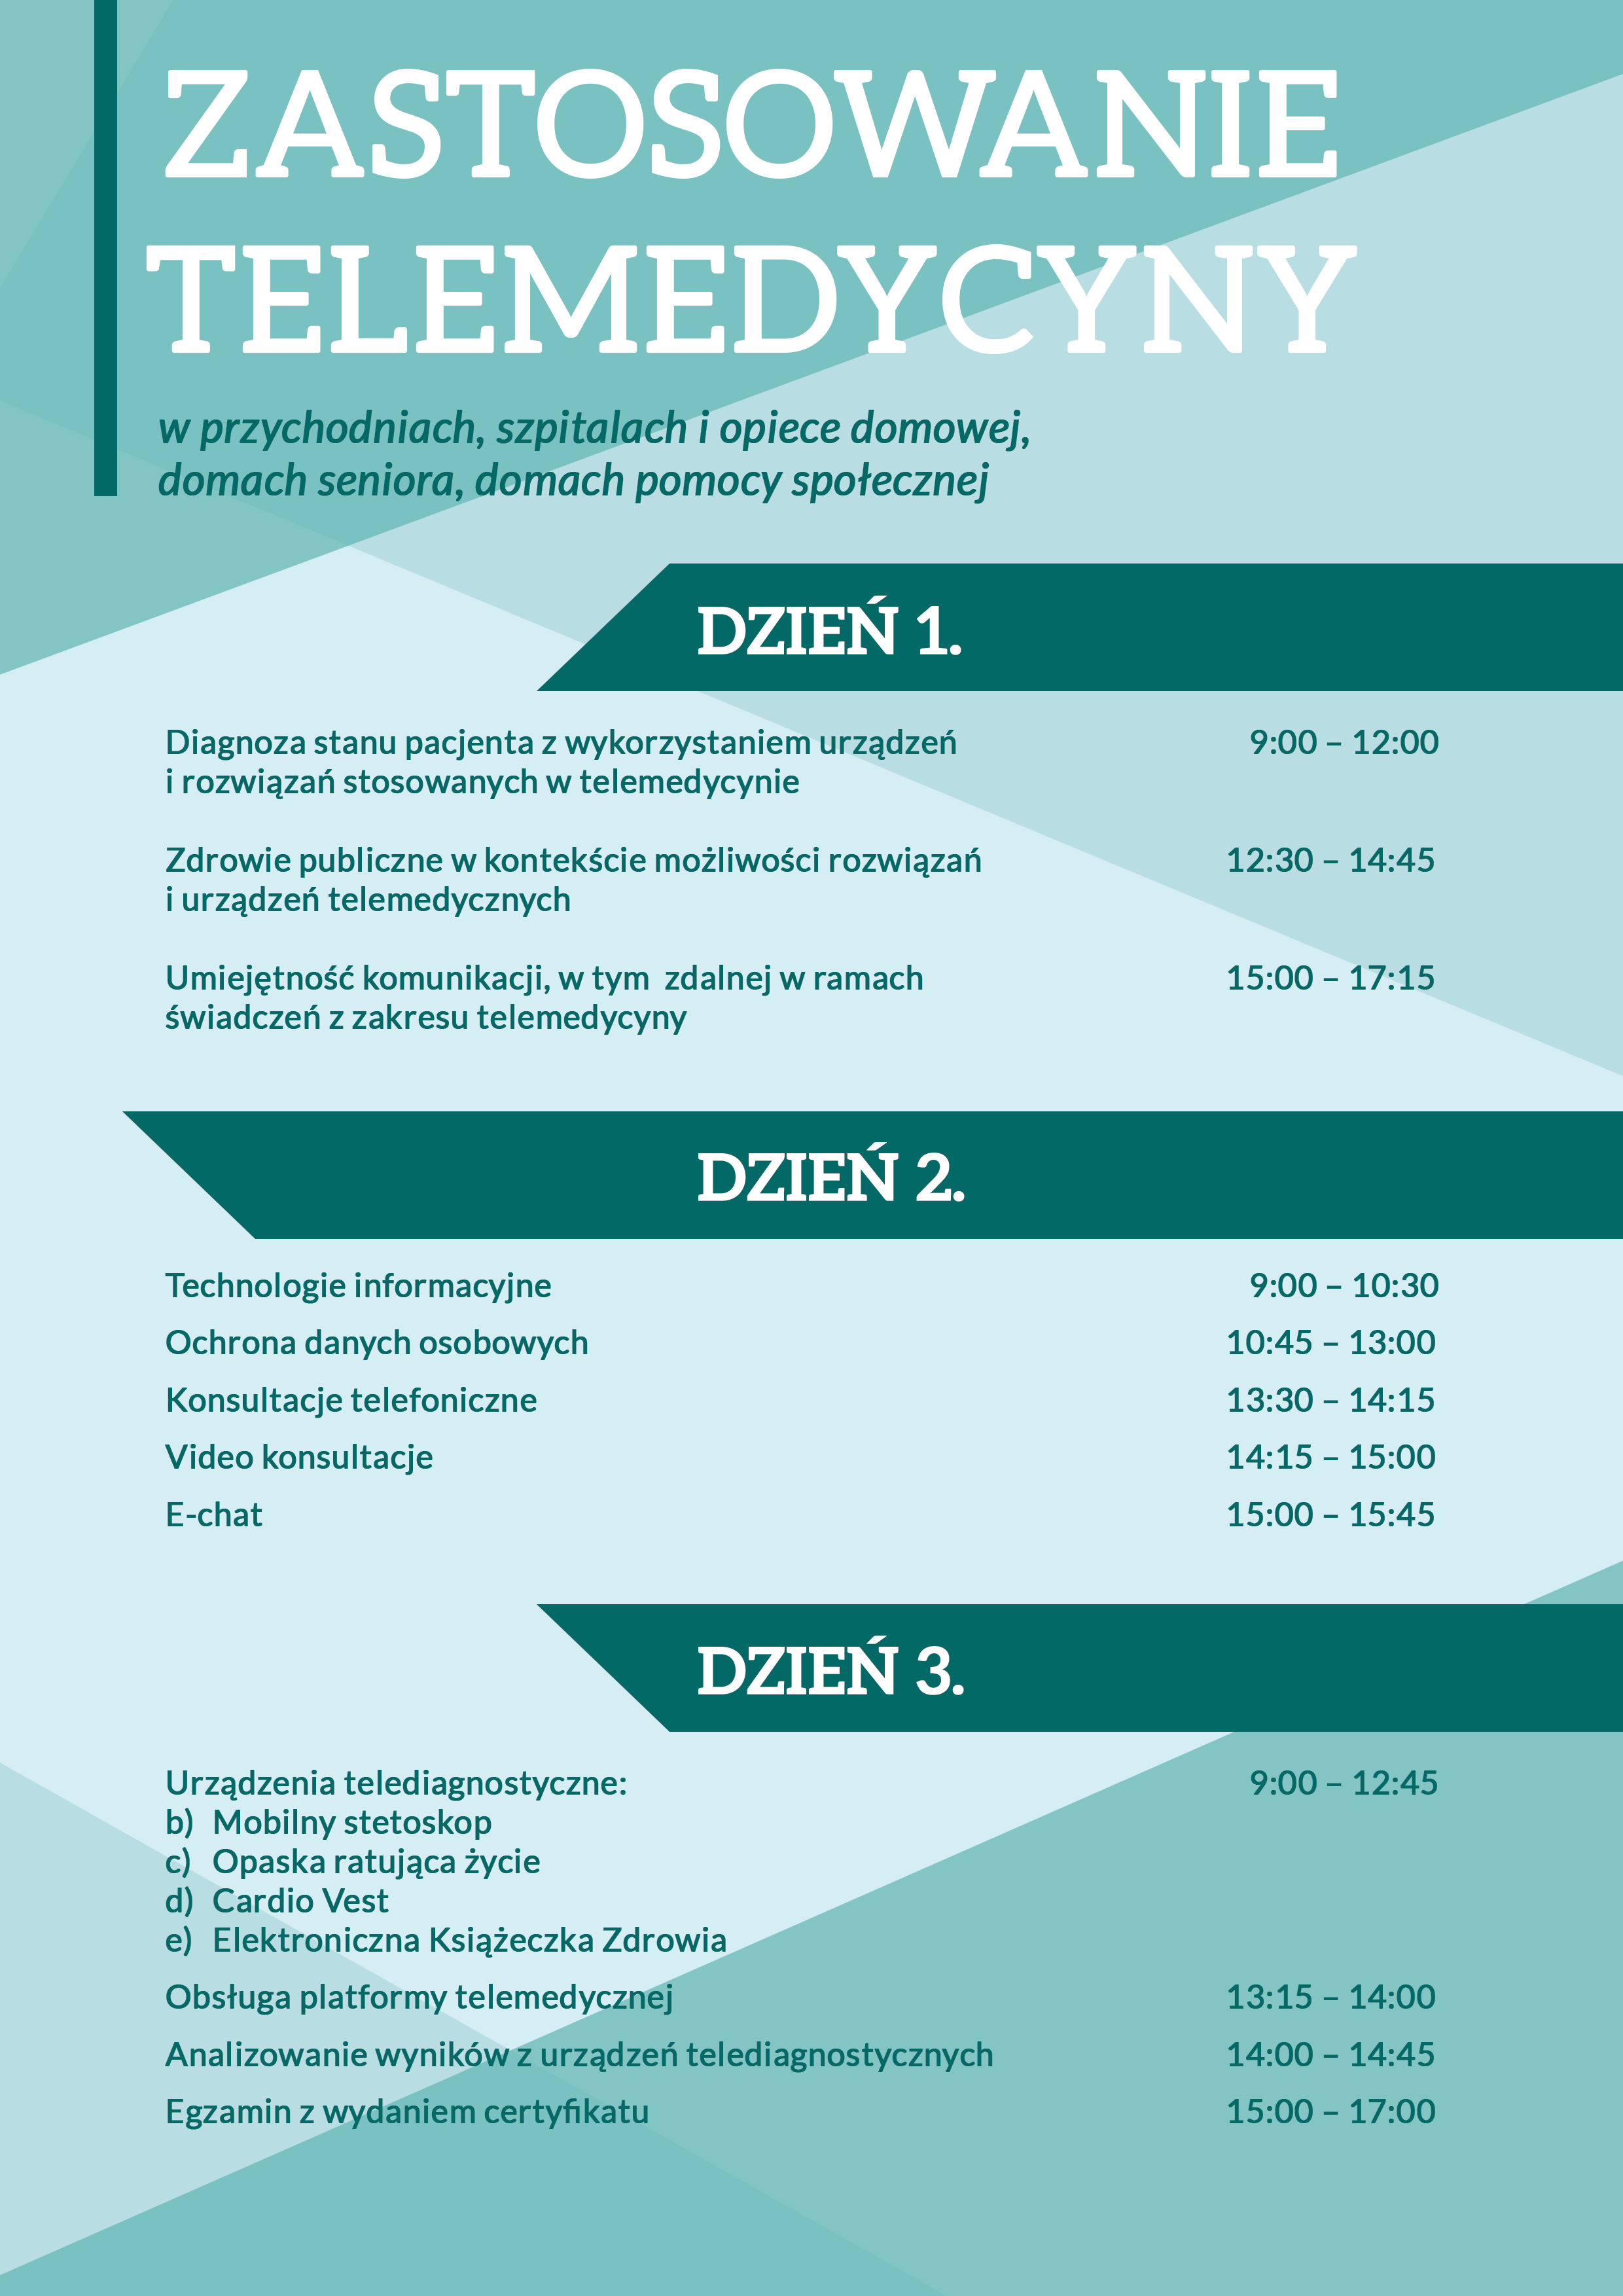 ZASTOSOWANIE
TELEMEDYCYNY
w przychodniach, szpitalach i opiece domowej,
domach seniora, domach pomocy społecznej
DZIEŃ 1.
Diagnoza stanu pacjenta z wykorzystaniem urządzeń 9:00 – 12:00
i rozwiązań stosowanych w telemedycynie
Zdrowie publiczne w kontekście możliwości rozwiązań 12:30 – 14:45
i urządzeń telemedycznych
Umiejętność komunikacji, w tym  zdalnej w ramach 15:00 – 17:15
świadczeń z zakresu telemedycyny
DZIEŃ 2.
Technologie informacyjne 9:00 – 10:30
Ochrona danych osobowych 10:45 – 13:00
Konsultacje telefoniczne 13:30 – 14:15
Video konsultacje 14:15 – 15:00
E-chat 15:00 – 15:45
DZIEŃ 3.
Urządzenia telediagnostyczne: 9:00 – 12:45
b) Mobilny stetoskop
c) Opaska ratująca życie
d) Cardio Vest
e) Elektroniczna Książeczka Zdrowia
Obsługa platformy telemedycznej 13:15 – 14:00
Analizowanie wyników z urządzeń telediagnostycznych 14:00 – 14:45
Egzamin z wydaniem certyfikatu 15:00 – 17:00